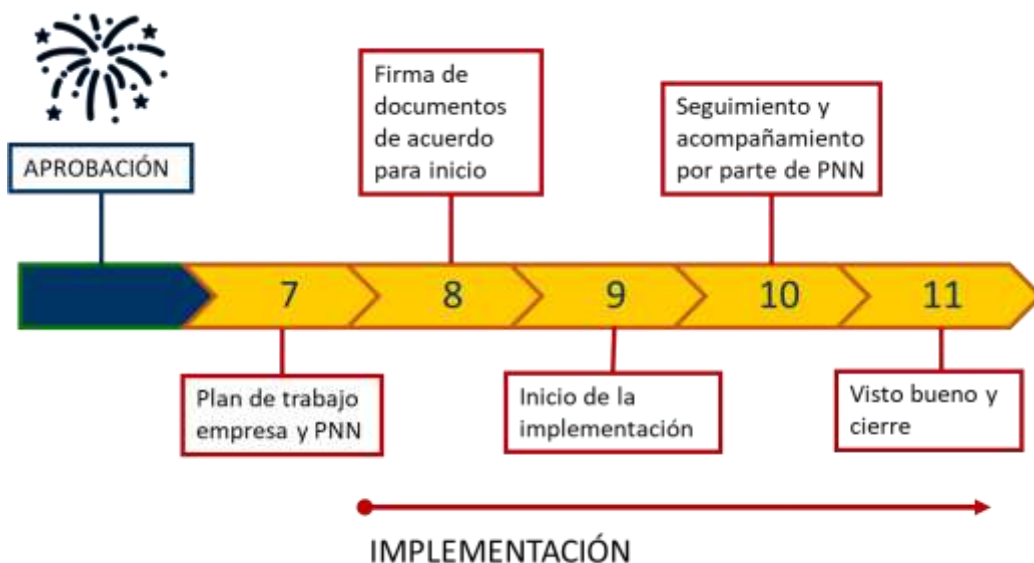 APROBACIÓN
Firma de
documentos
de acuerdo
para inicio
Seguimiento y
acompañamiento
por parte de PNN
7
8
9
10
11
Plan de trabajo
empresa y PNN
Inicio de la
implementación
Visto bueno y
cierre
IMPLEMENTACIÓN